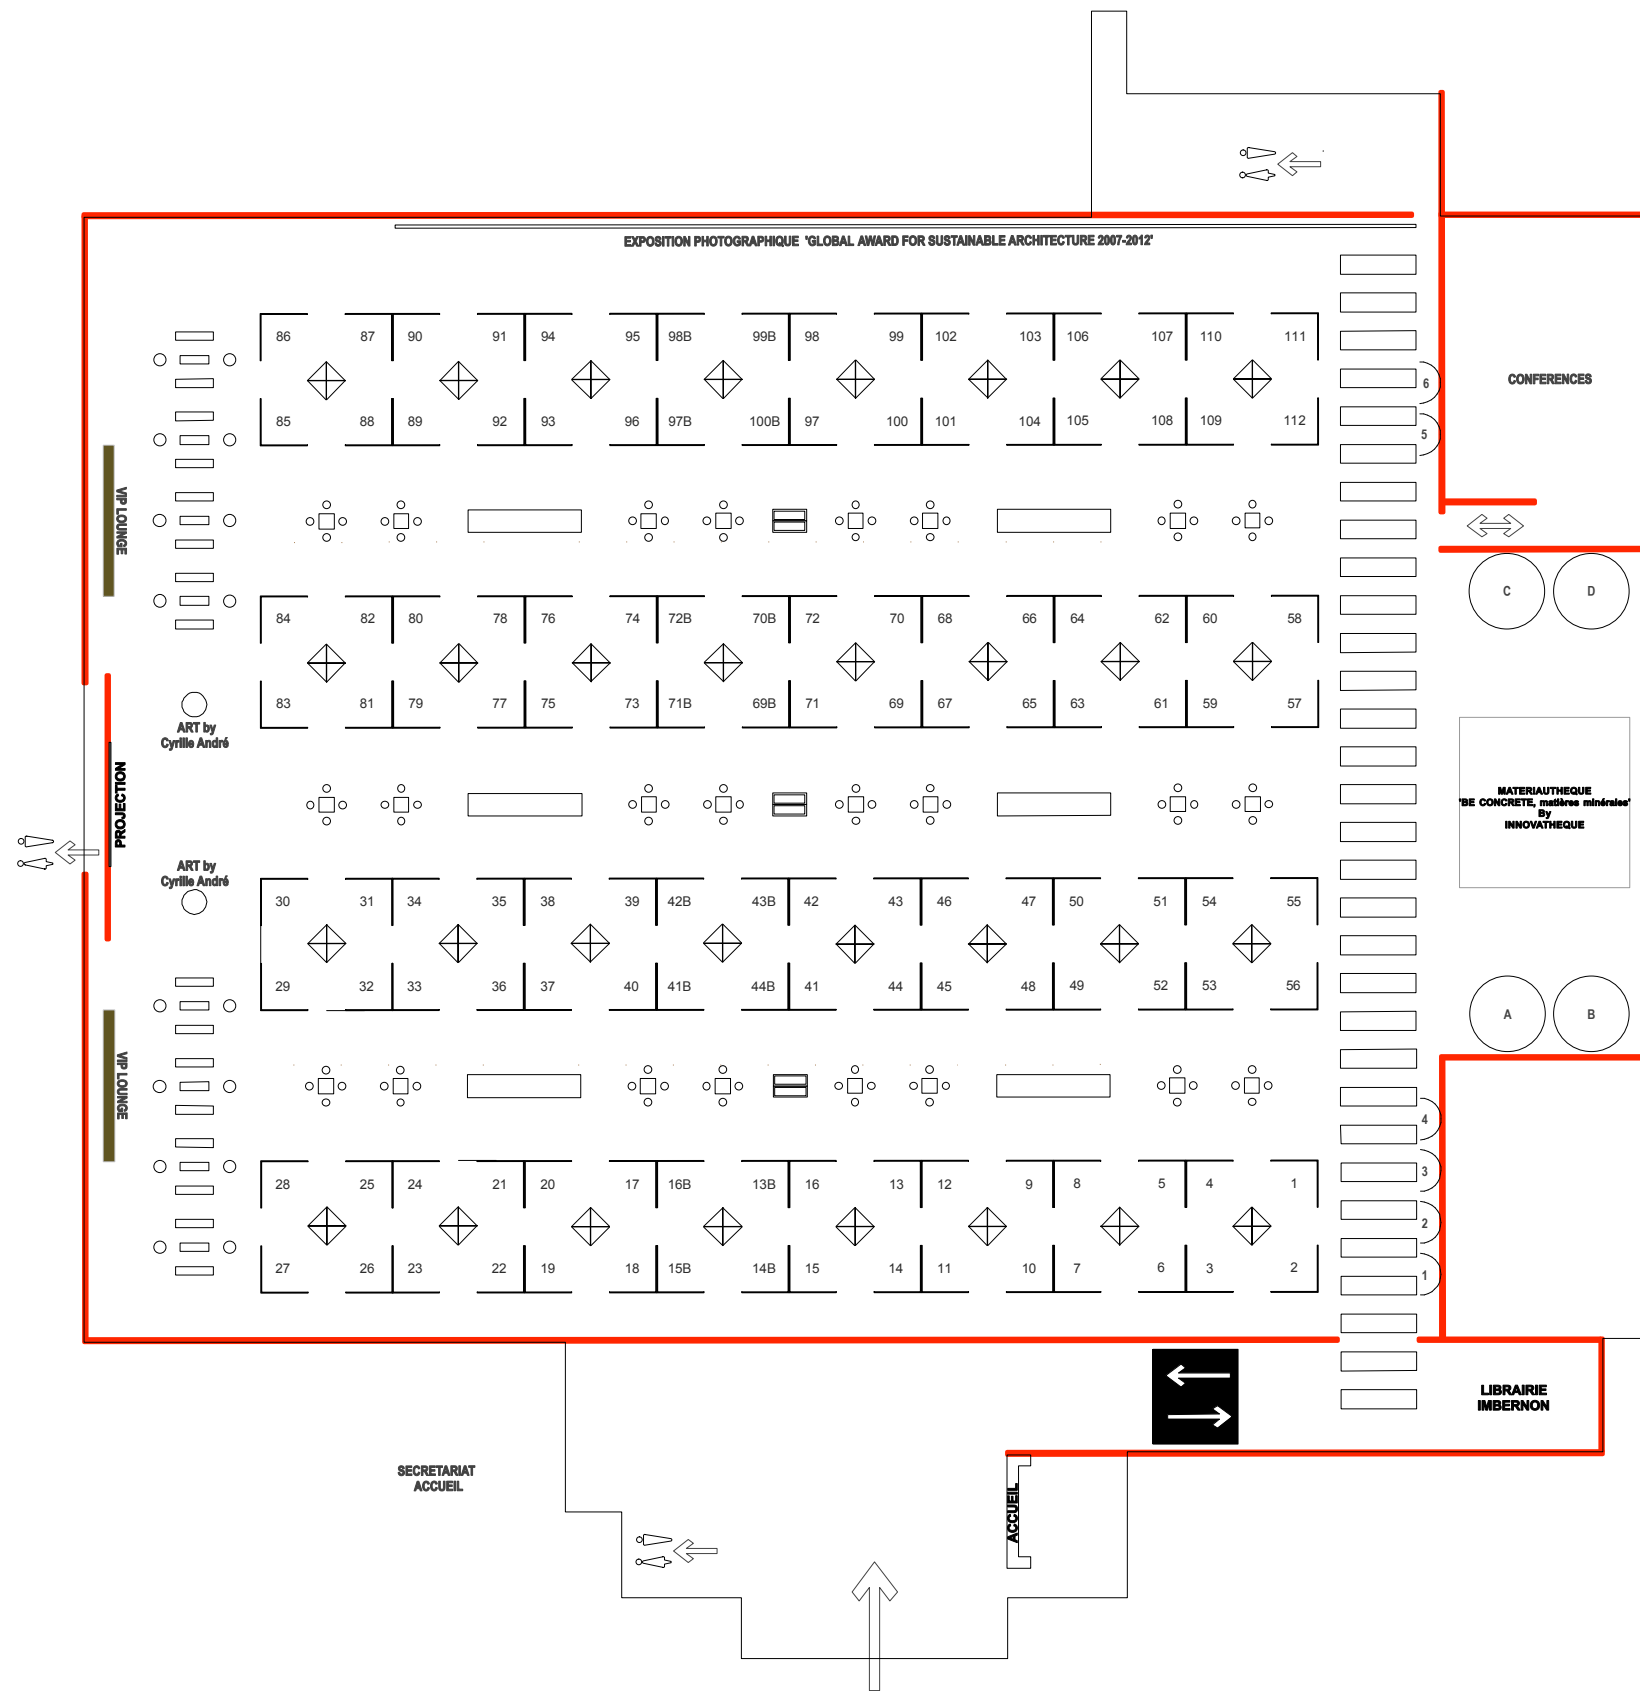 EXPOSITION PHOTOGRAPHIQUE "GLOBAL AWARD FOR SUSTAINABLE ARCHITECTURE 2007-2012"
86 87 90 91 94 95 98B 99B 98 99 102 103 106 107 110 111
6
CONFERENCES
85 88 89 92 93 96 97B 100B 97 100 101 104 105 108 109 112
5
VIP LOUNGE
C D
84 82 80 78 76 74 72B 70B 72 70 68 66 64 62 60 58
83 81 79 77 75 73 71B 69B 71 69 67 65 63 61 59 57
ART by
Cyrille André
PROJECTION
MATERIAUTHEQUE
"BE CONCRETE, matières minérales"
By
INNOVATHEQUE
ART by
Cyrille André
30 31 34 35 38 39 42B 43B 42 43 46 47 50 51 54 55
29 32 33 36 37 40 41B 44B 41 44 45 48 49 52 53 56
A B
VIP LOUNGE
4
3
28 25 24 21 20 17 16B 13B 16 13 12 9 8 5 4 1
2
27 26 23 22 19 18 15B 14B 15 14 11 10 7 6 3 2
1
LIBRAIRIE
IMBERNON
SECRETARIAT
ACCUEIL
ACCUEIL